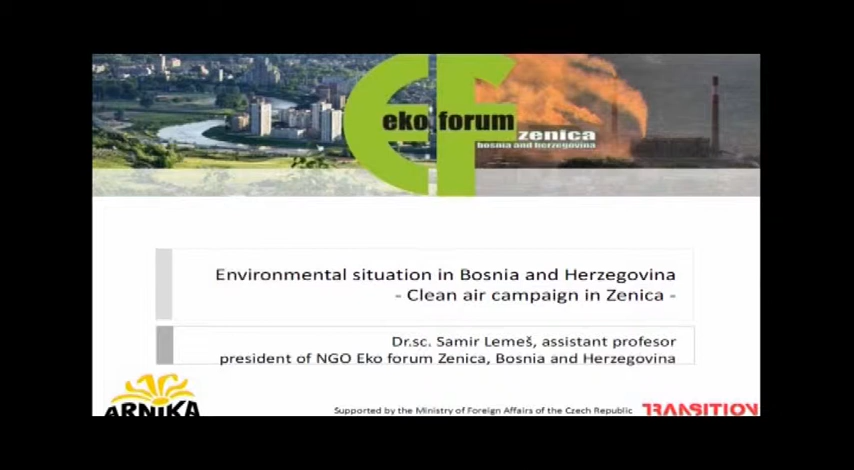 eko forum
zenica
bosnia and herzegovina
Environmental situation in Bosnia and Herzegovina
- Clean air campaign in Zenica -
Dr.sc. Samir Lemeš, assistant profesor
president of NGO Eko forum Zenica, Bosnia and Herzegovina
ARNIKA
Supported by the Ministry of Foreign Affairs of the Czech Republic
TRANSITION